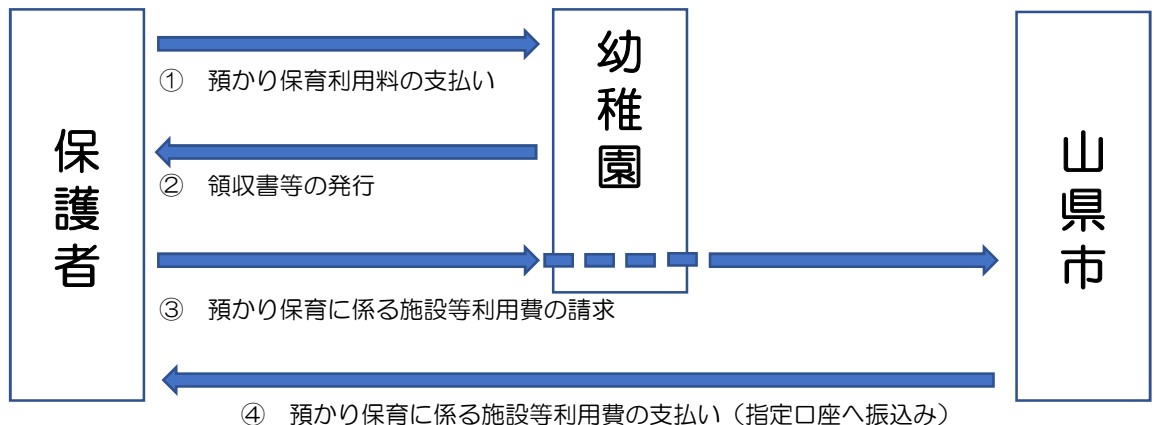 保護者
幼稚園
山県市
① 預かり保育利用料の支払い
② 領収書等の発行
③ 預かり保育に係る施設等利用費の請求
④ 預かり保育に係る施設等利用費の支払い（指定口座へ振込み）